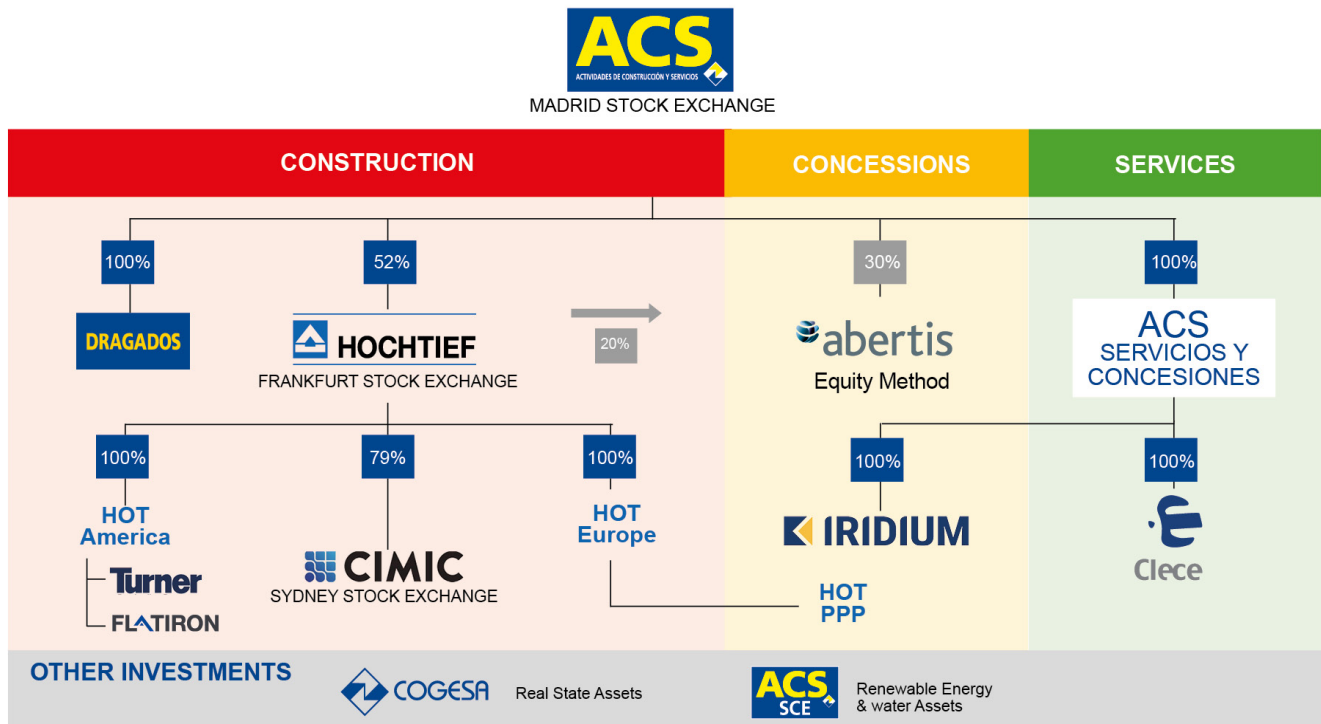 ACS
ACTIVIDADES DE CONSTRUCCIÓN Y SERVICIOS
MADRID STOCK EXCHANGE
CONSTRUCTION
CONCESSIONS
SERVICES
100%
52%
30%
100%
DRAGADOS
HOCHTIEF
FRANKFURT STOCK EXCHANGE
20%
abertis
Equity Method
ACS
SERVICIOS Y
CONCESIONES
100%
79%
100%
100%
100%
HOT
America
Turner
FLATIRON
CIMIC
SYDNEY STOCK EXCHANGE
HOT
Europe
IRIDIUM
HOT
PPP
Clece
OTHER INVESTMENTS
COGESA
Real State Assets
ACS
SCE
Renewable Energy
& water Assets